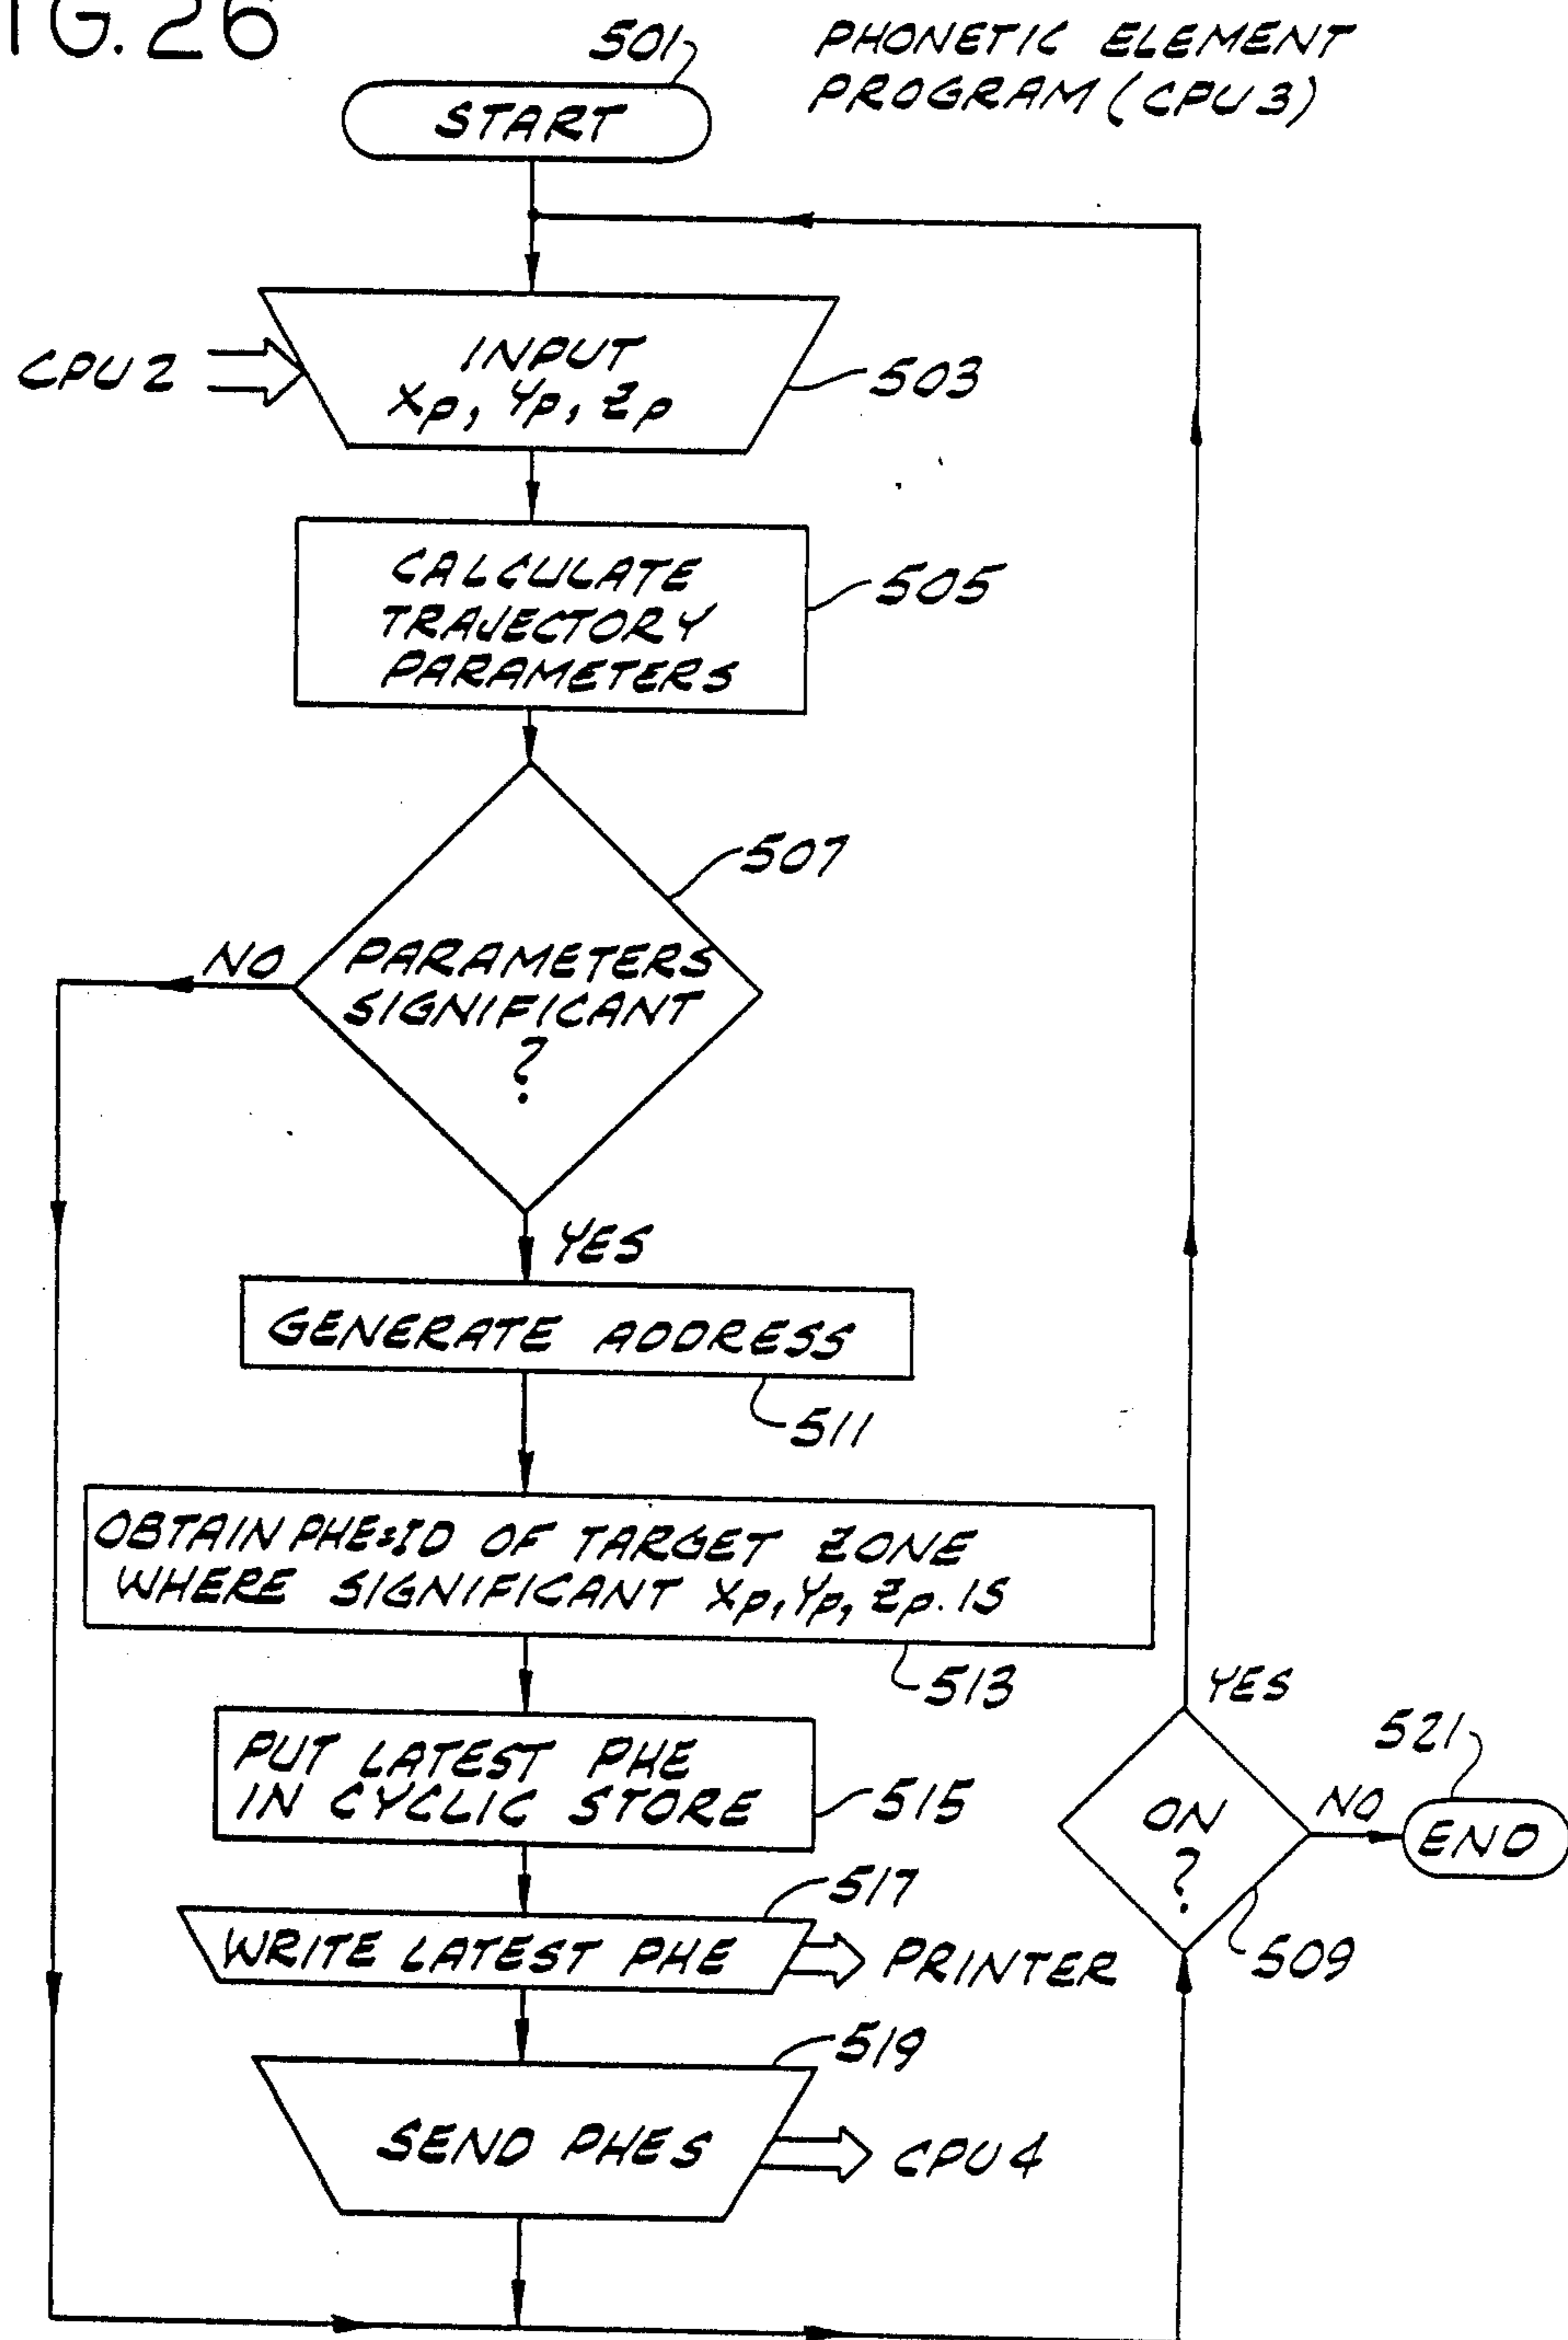 IG. 26
501
PHONETIC ELEMENT
PROGRAM (CPU 3)
START
CPU 2
INPUT
Xp, Yp, Zp
503
CALCULATE
TRAJECTORY
PARAMETERS
505
507
NO
PARAMETERS
SIGNIFICANT
?
YES
GENERATE ADDRESS
511
OBTAIN PHE=ID OF TARGET ZONE
WHERE SIGNIFICANT Xp, Yp, Zp. IS
513
YES
521
PUT LATEST PHE
IN CYCLIC STORE
515
ON
?
NO
END
517
WRITE LATEST PHE
PRINTER
509
519
SEND PHES
CPU 4